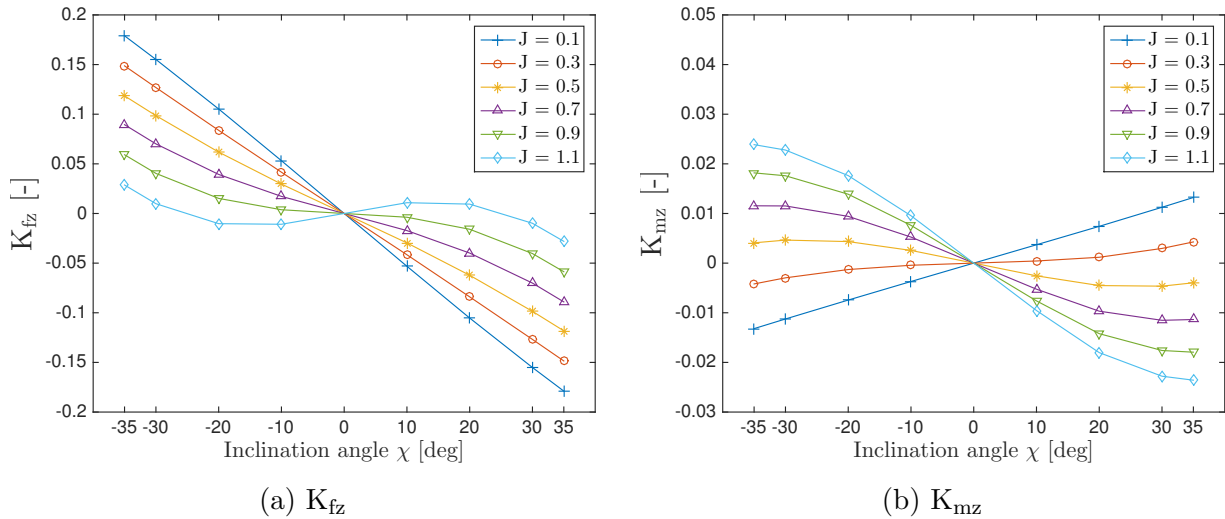 0.2
0.15
0.1
0.05
0
-0.05
-0.1
-0.15
-0.2
K_fz [-]
-35 -30 -20 -10 0 10 20 30 35
Inclination angle χ [deg]
J = 0.1
J = 0.3
J = 0.5
J = 0.7
J = 0.9
J = 1.1
(a) K_fz
0.05
0.04
0.03
0.02
0.01
0
-0.01
-0.02
-0.03
K_mz [-]
-35 -30 -20 -10 0 10 20 30 35
Inclination angle χ [deg]
J = 0.1
J = 0.3
J = 0.5
J = 0.7
J = 0.9
J = 1.1
(b) K_mz